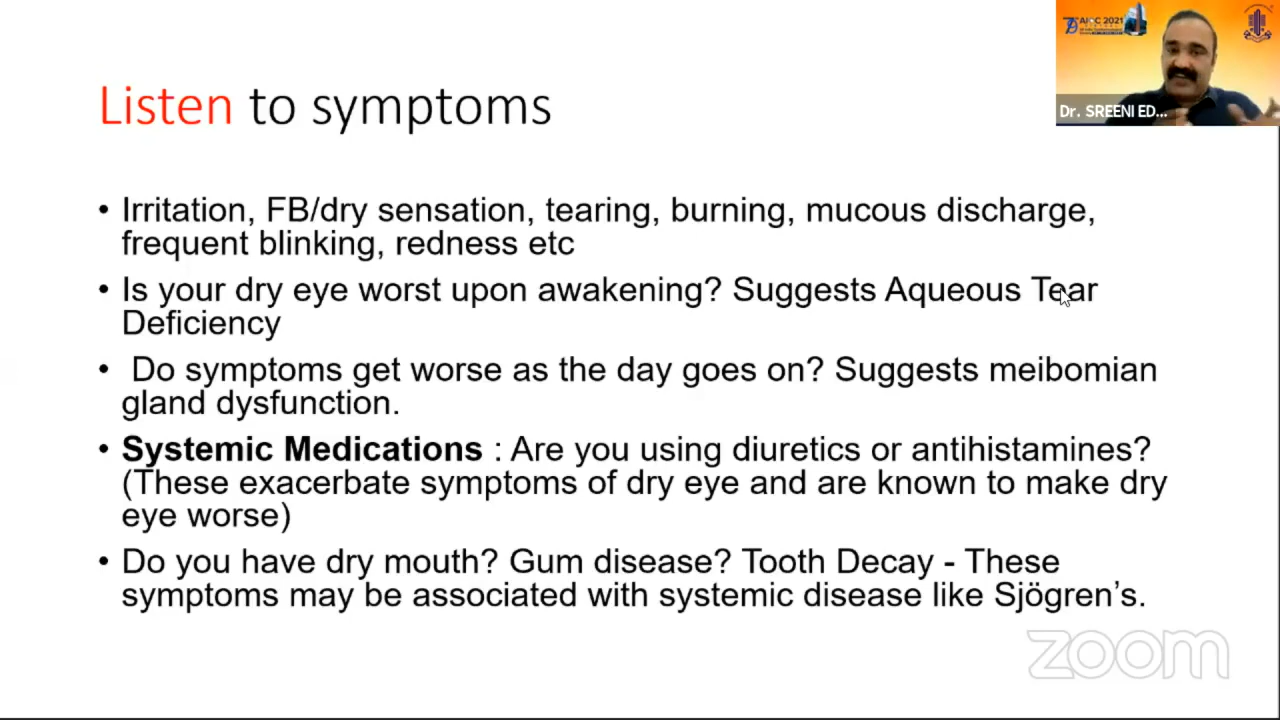 AIOC 2021
Dr. SREENI ED...
Listen to symptoms
• Irritation, FB/dry sensation, tearing, burning, mucous discharge,
frequent blinking, redness etc
• Is your dry eye worst upon awakening? Suggests Aqueous Tear
Deficiency
• Do symptoms get worse as the day goes on? Suggests meibomian
gland dysfunction.
• Systemic Medications : Are you using diuretics or antihistamines?
(These exacerbate symptoms of dry eye and are known to make dry
eye worse)
• Do you have dry mouth? Gum disease? Tooth Decay - These
symptoms may be associated with systemic disease like Sjögren’s.
zoom